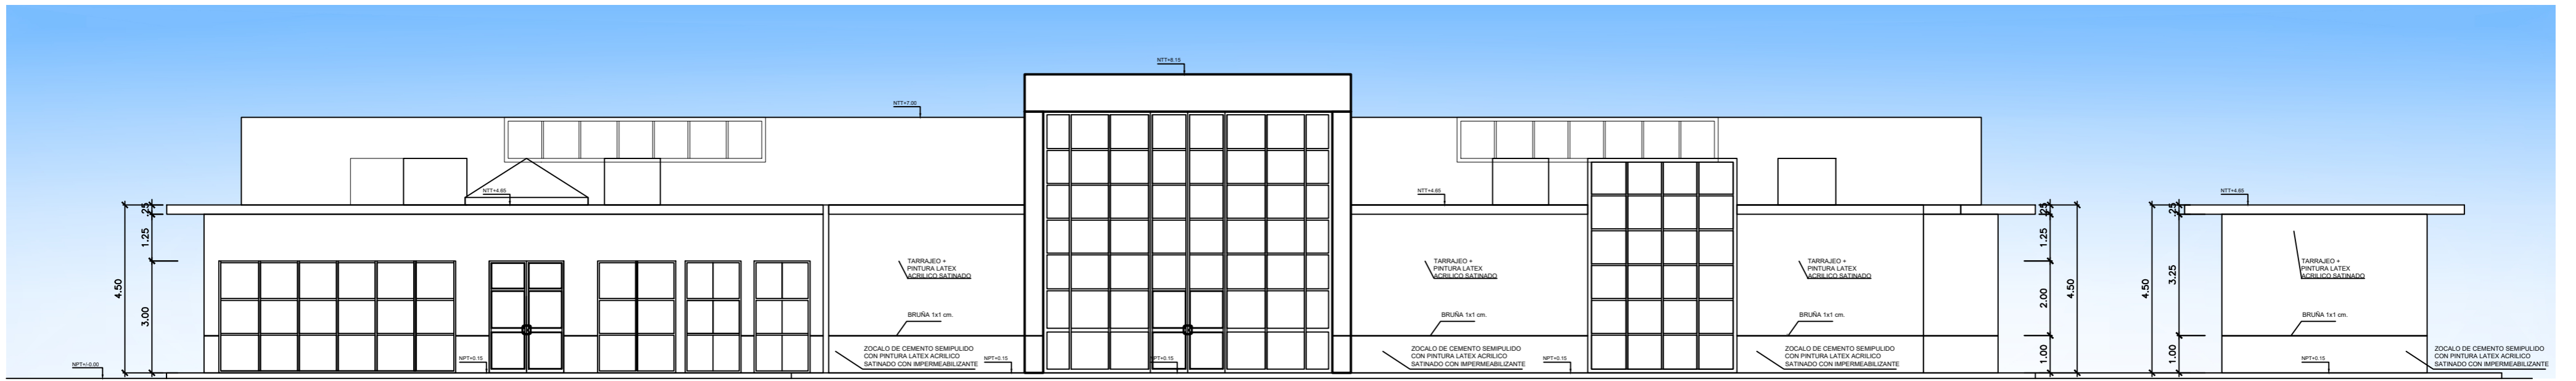 NTT+8.15
NTT+7.00
NTT+4.65
NTT+4.65
NTT+4.65
.25
1.25
4.50
3.00
.25
1.25
2.00
4.50
1.00
.25
4.50
3.25
1.00
TARRAJEO +
PINTURA LATEX
ACRILICO SATINADO
TARRAJEO +
PINTURA LATEX
ACRILICO SATINADO
TARRAJEO +
PINTURA LATEX
ACRILICO SATINADO
TARRAJEO +
PINTURA LATEX
ACRILICO SATINADO
BRUÑA 1x1 cm.
BRUÑA 1x1 cm.
BRUÑA 1x1 cm.
BRUÑA 1x1 cm.
ZOCALO DE CEMENTO SEMIPULIDO
CON PINTURA LATEX ACRILICO
SATINADO CON IMPERMEABILIZANTE
ZOCALO DE CEMENTO SEMIPULIDO
CON PINTURA LATEX ACRILICO
SATINADO CON IMPERMEABILIZANTE
ZOCALO DE CEMENTO SEMIPULIDO
CON PINTURA LATEX ACRILICO
SATINADO CON IMPERMEABILIZANTE
ZOCALO DE CEMENTO SEMIPULIDO
CON PINTURA LATEX ACRILICO
SATINADO CON IMPERMEABILIZANTE
NPT+/-0.00
NPT+0.15
NPT+0.15
NPT+0.15
NPT+0.15
NPT+0.15